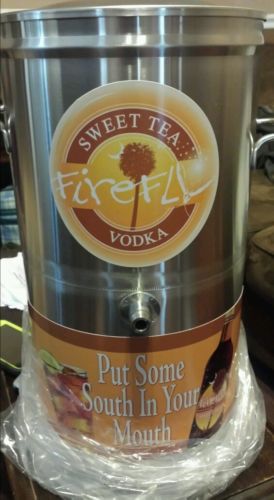 SWEET TEA
FiREFLY
VODKA
Put Some
South In Your
Mouth